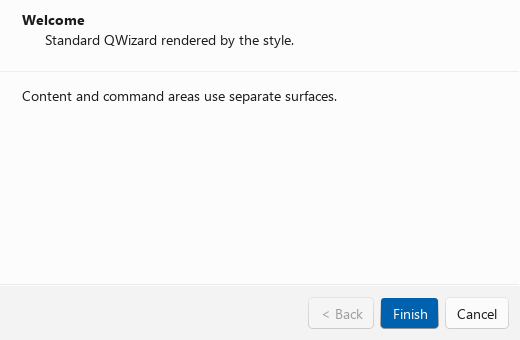 Welcome
Standard QWizard rendered by the style.
Content and command areas use separate surfaces.
< Back
Finish
Cancel